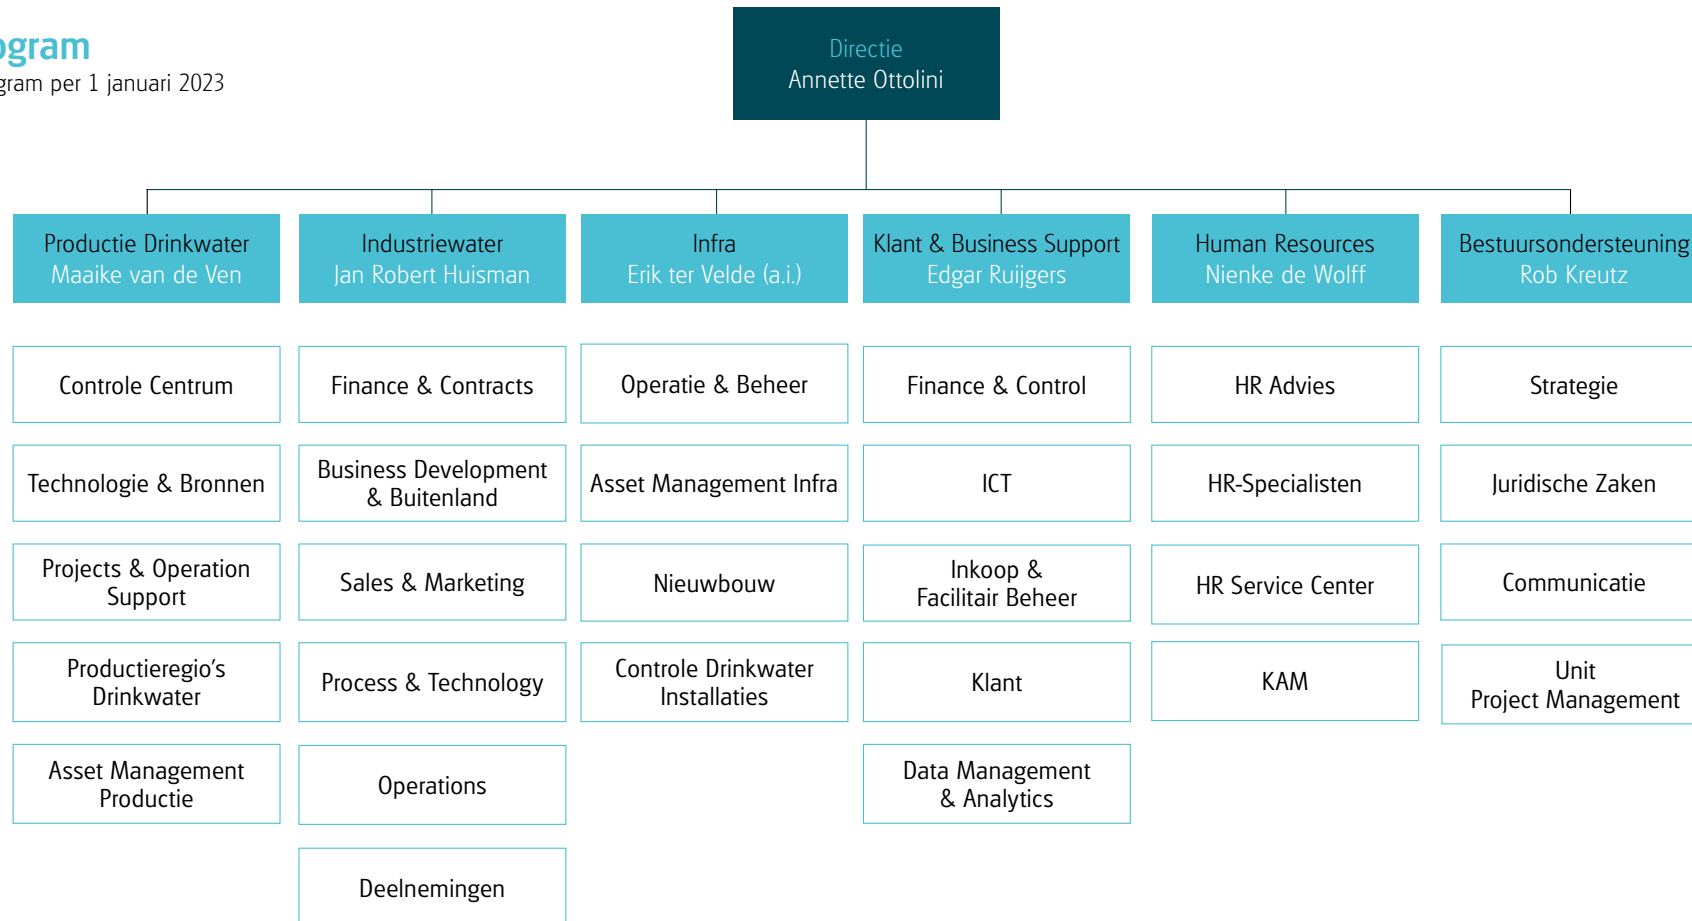 ogram
gram per 1 januari 2023
Directie
Annette Ottolini
Productie Drinkwater
Maaike van de Ven
Controle Centrum
Technologie & Bronnen
Projects & Operation
Support
Productieregio's
Drinkwater
Asset Management
Productie
Industriewater
Jan Robert Huisman
Finance & Contracts
Business Development
& Buitenland
Sales & Marketing
Process & Technology
Operations
Deelnemingen
Infra
Erik ter Velde (a.i.)
Operatie & Beheer
Asset Management Infra
Nieuwbouw
Controle Drinkwater
Installaties
Klant & Business Support
Edgar Ruijgers
Finance & Control
ICT
Inkoop &
Facilitair Beheer
Klant
Data Management
& Analytics
Human Resources
Nienke de Wolff
HR Advies
HR-Specialisten
HR Service Center
KAM
Bestuursondersteuning
Rob Kreutz
Strategie
Juridische Zaken
Communicatie
Unit
Project Management